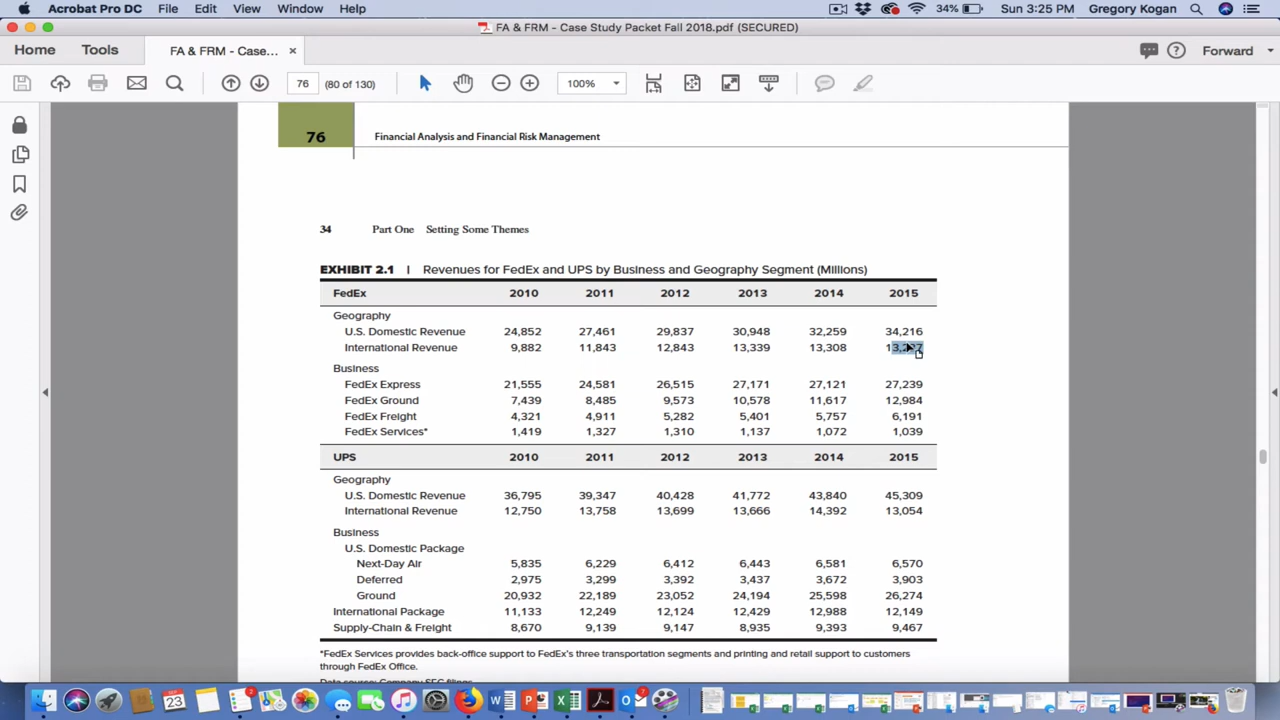 Acrobat Pro DC File Edit View Window Help 34% Sun 3:25 PM Gregory Kogan
FA & FRM - Case Study Packet Fall 2018.pdf (SECURED)
Home Tools FA & FRM - Case... × Forward
76 (80 of 130) 100%
76 Financial Analysis and Financial Risk Management
34 Part One Setting Some Themes
EXHIBIT 2.1 | Revenues for FedEx and UPS by Business and Geography Segment (Millions)
FedEx 2010 2011 2012 2013 2014 2015
Geography
U.S. Domestic Revenue 24,852 27,461 29,837 30,948 32,259 34,216
International Revenue 9,882 11,843 12,843 13,339 13,308
Business
FedEx Express 21,555 24,581 26,515 27,171 27,121 27,239
FedEx Ground 7,439 8,485 9,573 10,578 11,617 12,984
FedEx Freight 4,321 4,911 5,282 5,401 5,757 6,191
FedEx Services* 1,419 1,327 1,310 1,137 1,072 1,039
UPS 2010 2011 2012 2013 2014 2015
Geography
U.S. Domestic Revenue 36,795 39,347 40,428 41,772 43,840 45,309
International Revenue 12,750 13,758 13,699 13,666 14,392 13,054
Business
U.S. Domestic Package
Next-Day Air 5,835 6,229 6,412 6,443 6,581 6,570
Deferred 2,975 3,299 3,392 3,437 3,672 3,903
Ground 20,932 22,189 23,052 24,194 25,598 26,274
International Package 11,133 12,249 12,124 12,429 12,988 12,149
Supply-Chain & Freight 8,670 9,139 9,147 8,935 9,393 9,467
*FedEx Services provides back-office support to FedEx's three transportation segments and printing and retail support to customers
through FedEx Office.
Data source: Company SEC filings